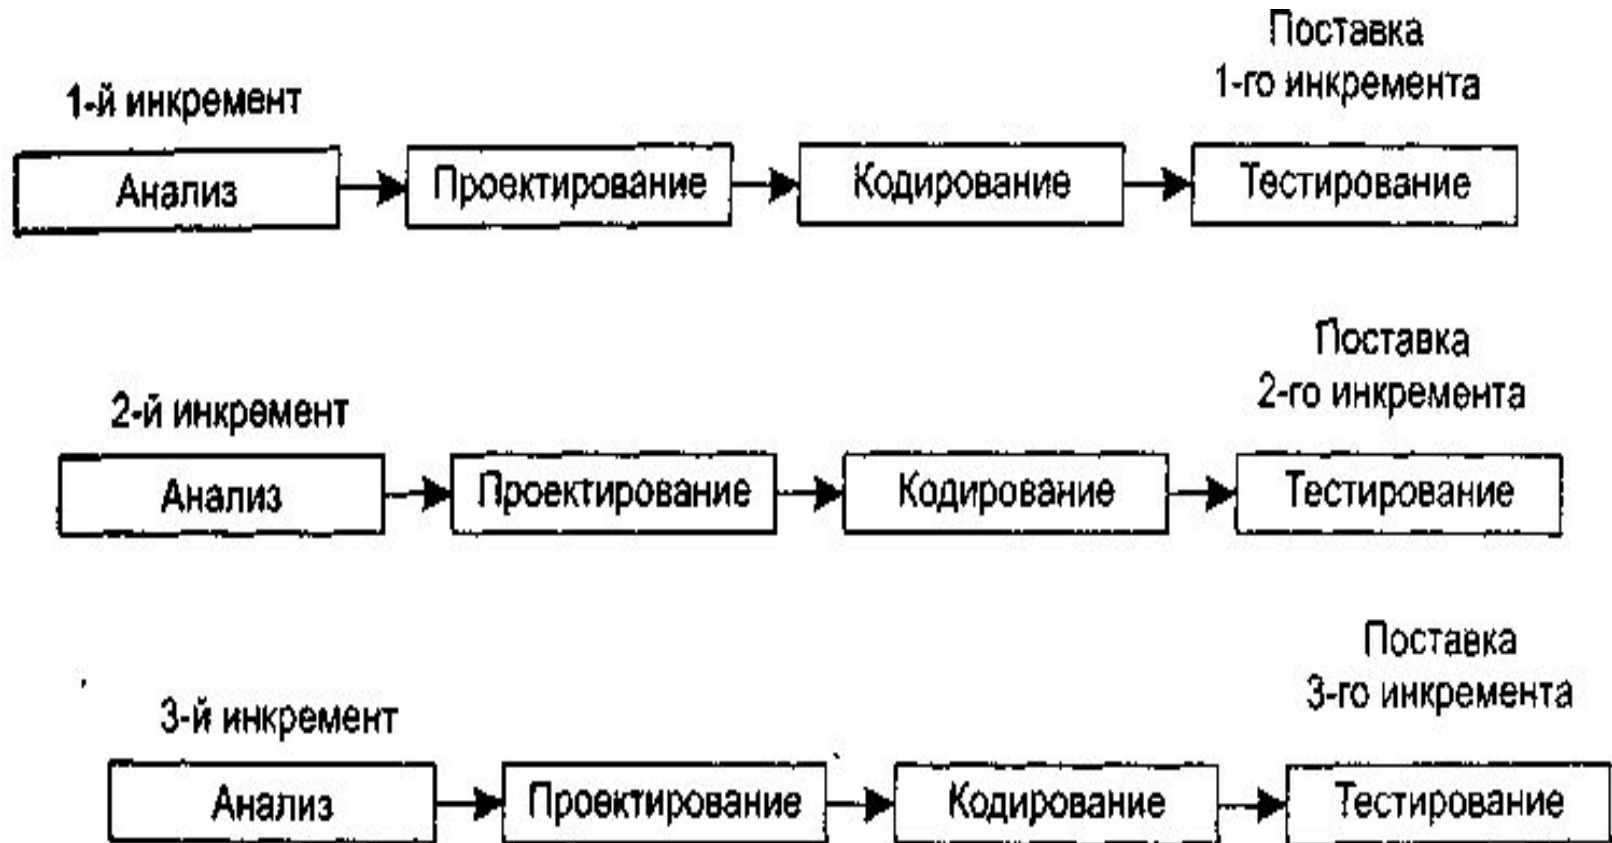 Поставка
1-го инкремента
1-й инкремент
Анализ
Проектирование
Кодирование
Тестирование
Поставка
2-го инкремента
2-й инкремент
Анализ
Проектирование
Кодирование
Тестирование
Поставка
3-го инкремента
3-й инкремент
Анализ
Проектирование
Кодирование
Тестирование